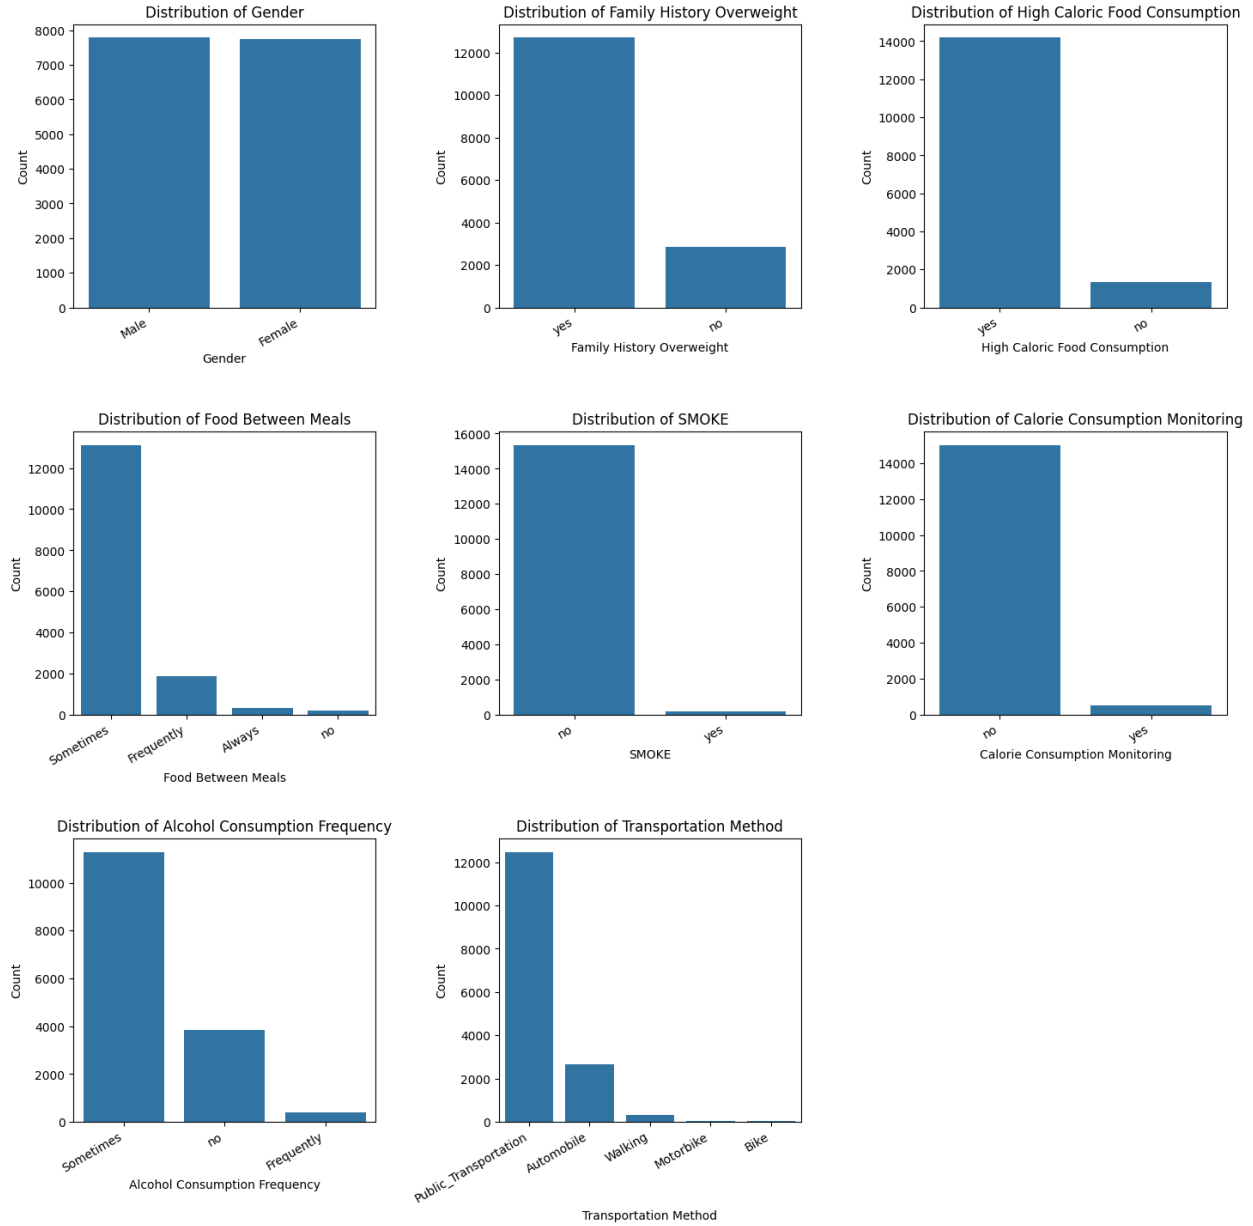 Distribution of Gender
8000
7000
6000
5000
4000
3000
2000
1000
0
Count
Male
Female
Gender
Distribution of Family History Overweight
12000
10000
8000
6000
4000
2000
0
Count
yes
no
Family History Overweight
Distribution of High Caloric Food Consumption
14000
12000
10000
8000
6000
4000
2000
0
Count
yes
no
High Caloric Food Consumption
Distribution of Food Between Meals
12000
10000
8000
6000
4000
2000
0
Count
Sometimes
Frequently
Always
no
Food Between Meals
Distribution of SMOKE
16000
14000
12000
10000
8000
6000
4000
2000
0
Count
no
yes
SMOKE
Distribution of Calorie Consumption Monitoring
14000
12000
10000
8000
6000
4000
2000
0
Count
no
yes
Calorie Consumption Monitoring
Distribution of Alcohol Consumption Frequency
10000
8000
6000
4000
2000
0
Count
Sometimes
no
Frequently
Alcohol Consumption Frequency
Distribution of Transportation Method
12000
10000
8000
6000
4000
2000
0
Count
Public_Transportation
Automobile
Walking
Motorbike
Bike
Transportation Method